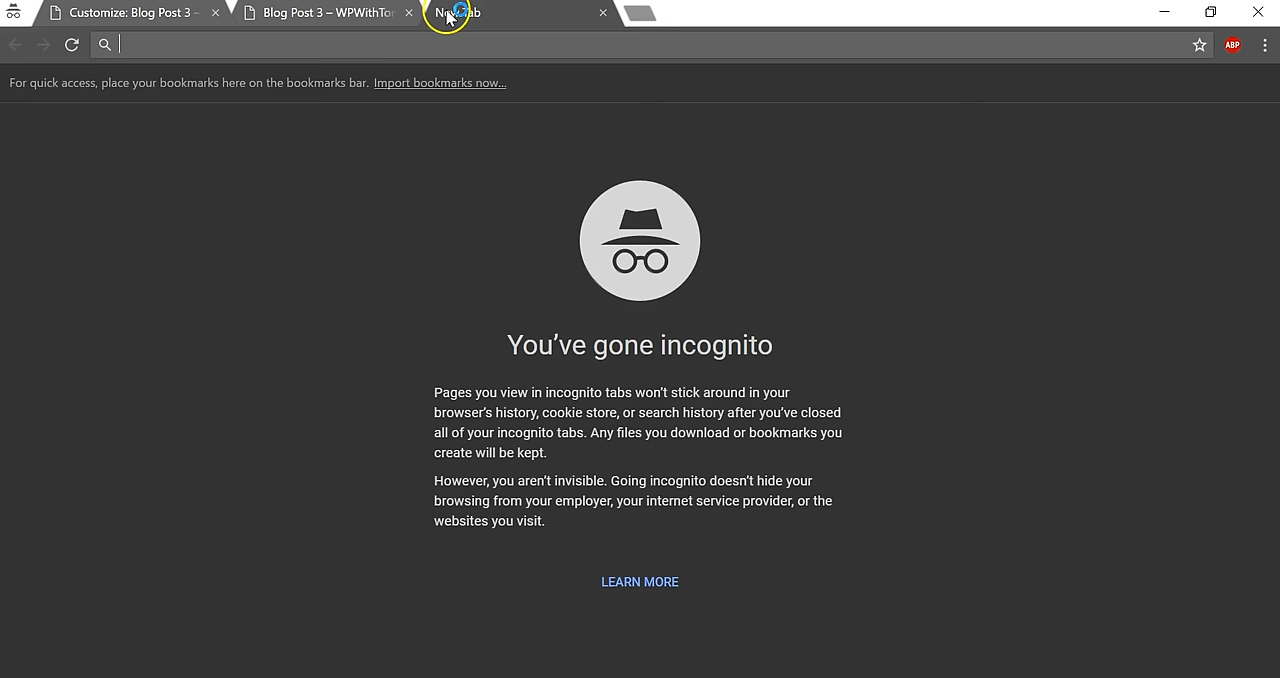 Customize: Blog Post 3 –
Blog Post 3 – WPWithTo
New Tab
ABP
For quick access, place your bookmarks here on the bookmarks bar. Import bookmarks now...
You've gone incognito
Pages you view in incognito tabs won't stick around in your
browser's history, cookie store, or search history after you've closed
all of your incognito tabs. Any files you download or bookmarks you
create will be kept.
However, you aren't invisible. Going incognito doesn't hide your
browsing from your employer, your internet service provider, or the
websites you visit.
LEARN MORE